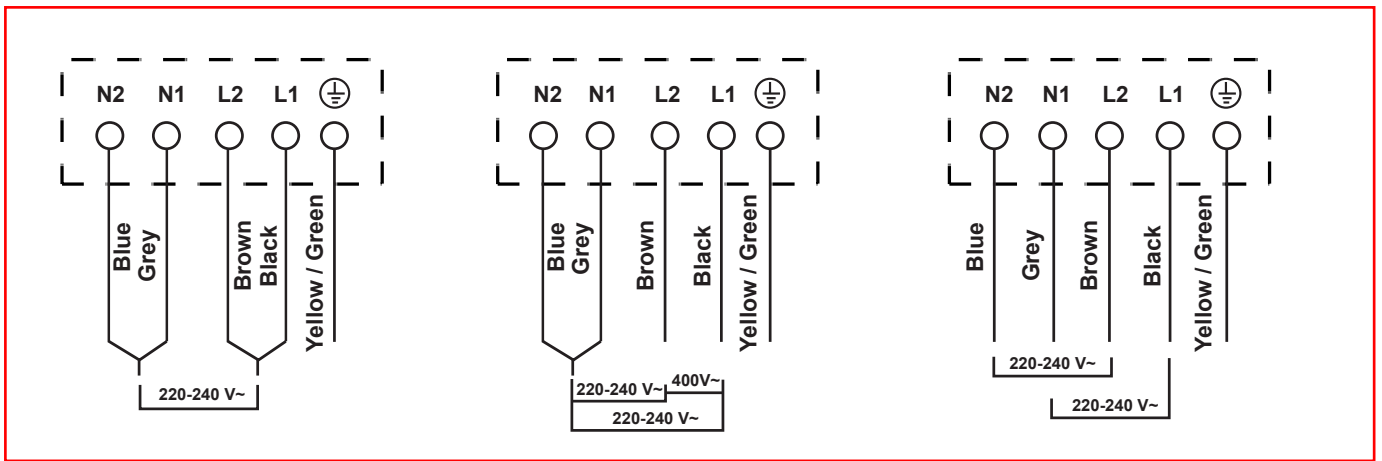 N2 N1 L2 L1
Blue
Grey
Brown
Black
Yellow / Green
220-240 V~
N2 N1 L2 L1
Blue
Grey
Brown
Black
Yellow / Green
220-240 V~
400V~
220-240 V~
N2 N1 L2 L1
Blue
Grey
Brown
Black
Yellow / Green
220-240 V~
220-240 V~